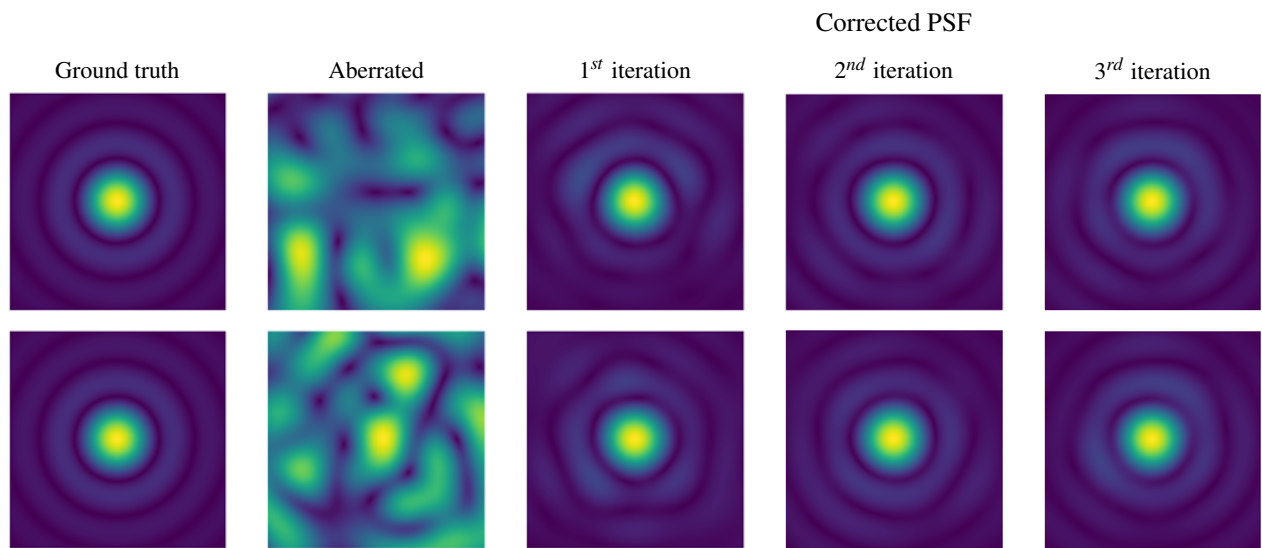 Corrected PSF
Ground truth
Aberrated
1st iteration
2nd iteration
3rd iteration